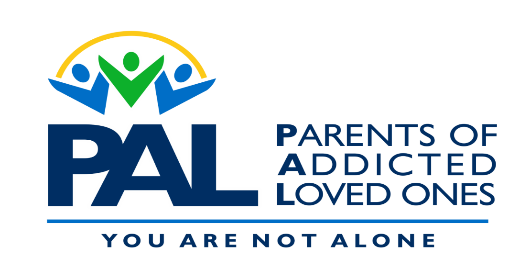 PAL
PARENTS OF
ADDICTED
LOVED ONES
YOU ARE NOT ALONE